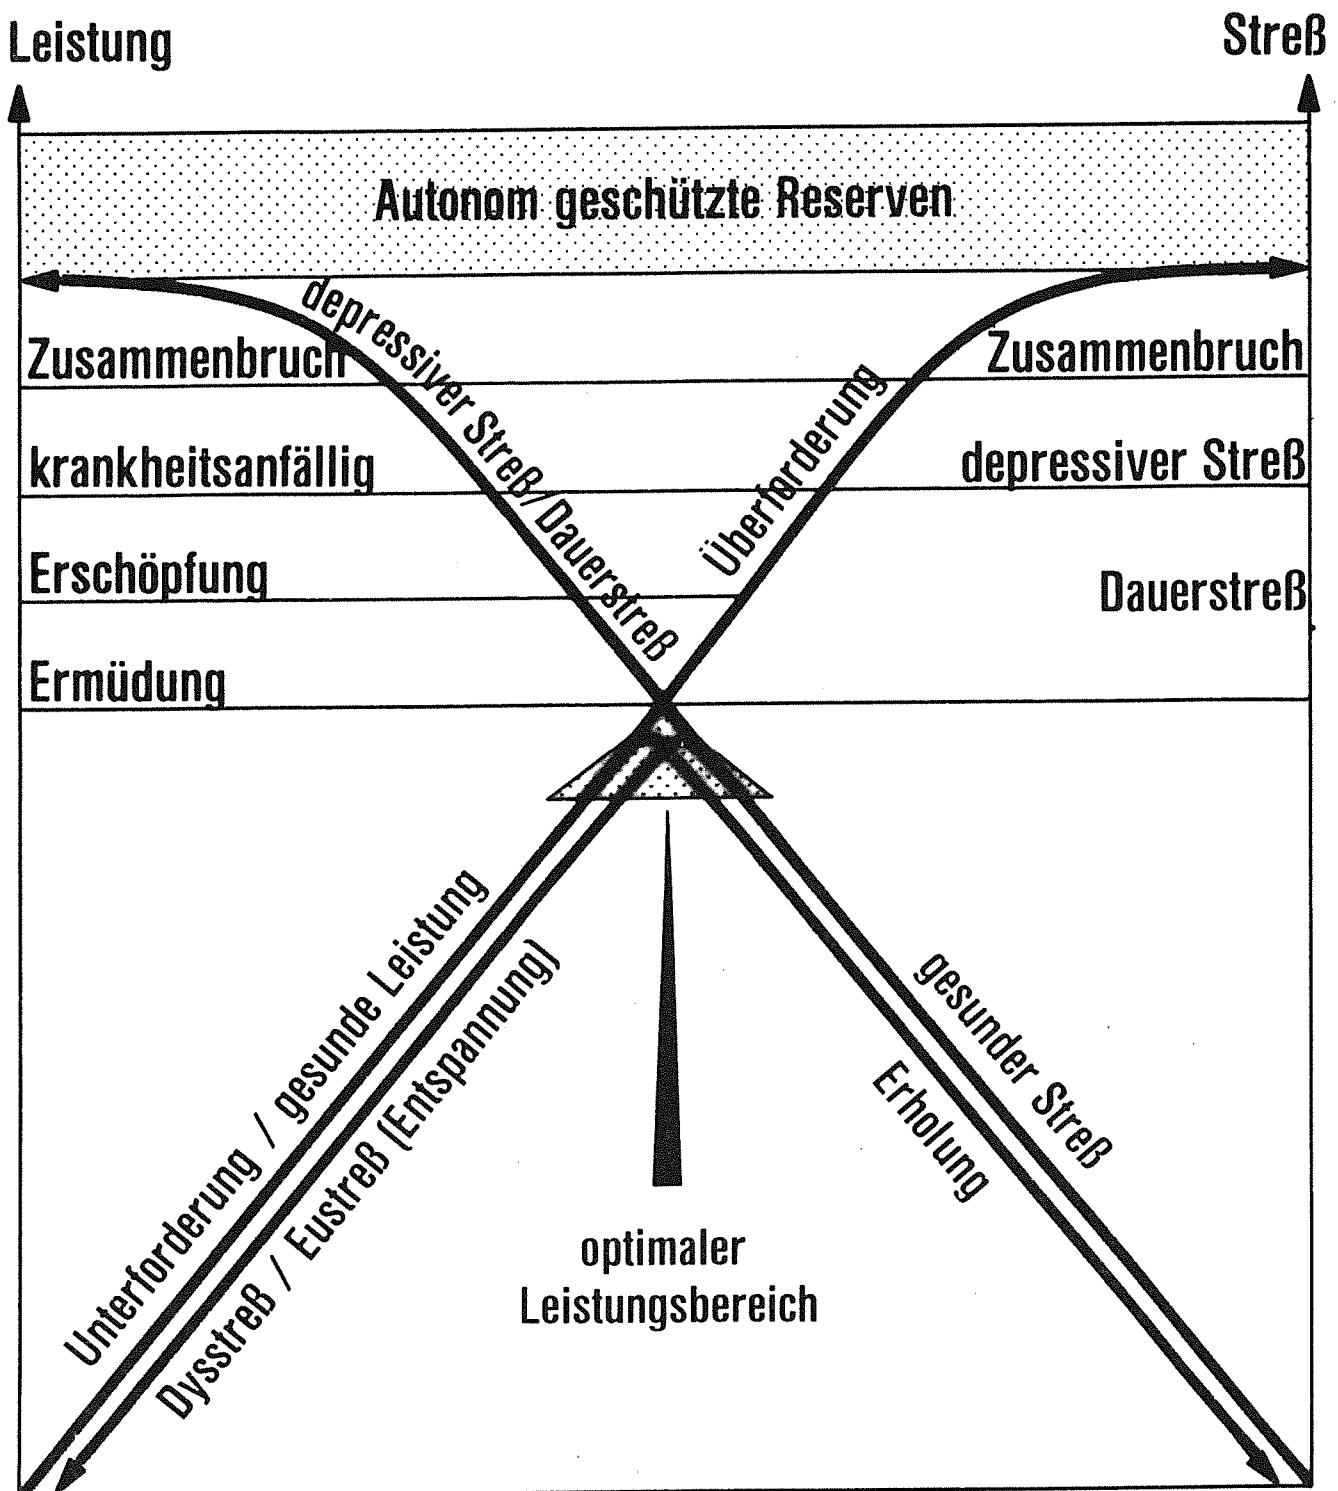 Leistung
Streß
Autonom geschützte Reserven
depressiver Streß/Dauerstreß
Überforderung
Zusammenbruch
Zusammenbruch
krankheitsanfällig
depressiver Streß
Erschöpfung
Dauerstreß
Ermüdung
Unterforderung / gesunde Leistung
Dysstreß / Eustreß (Entspannung)
gesunder Streß
Erholung
optimaler
Leistungsbereich